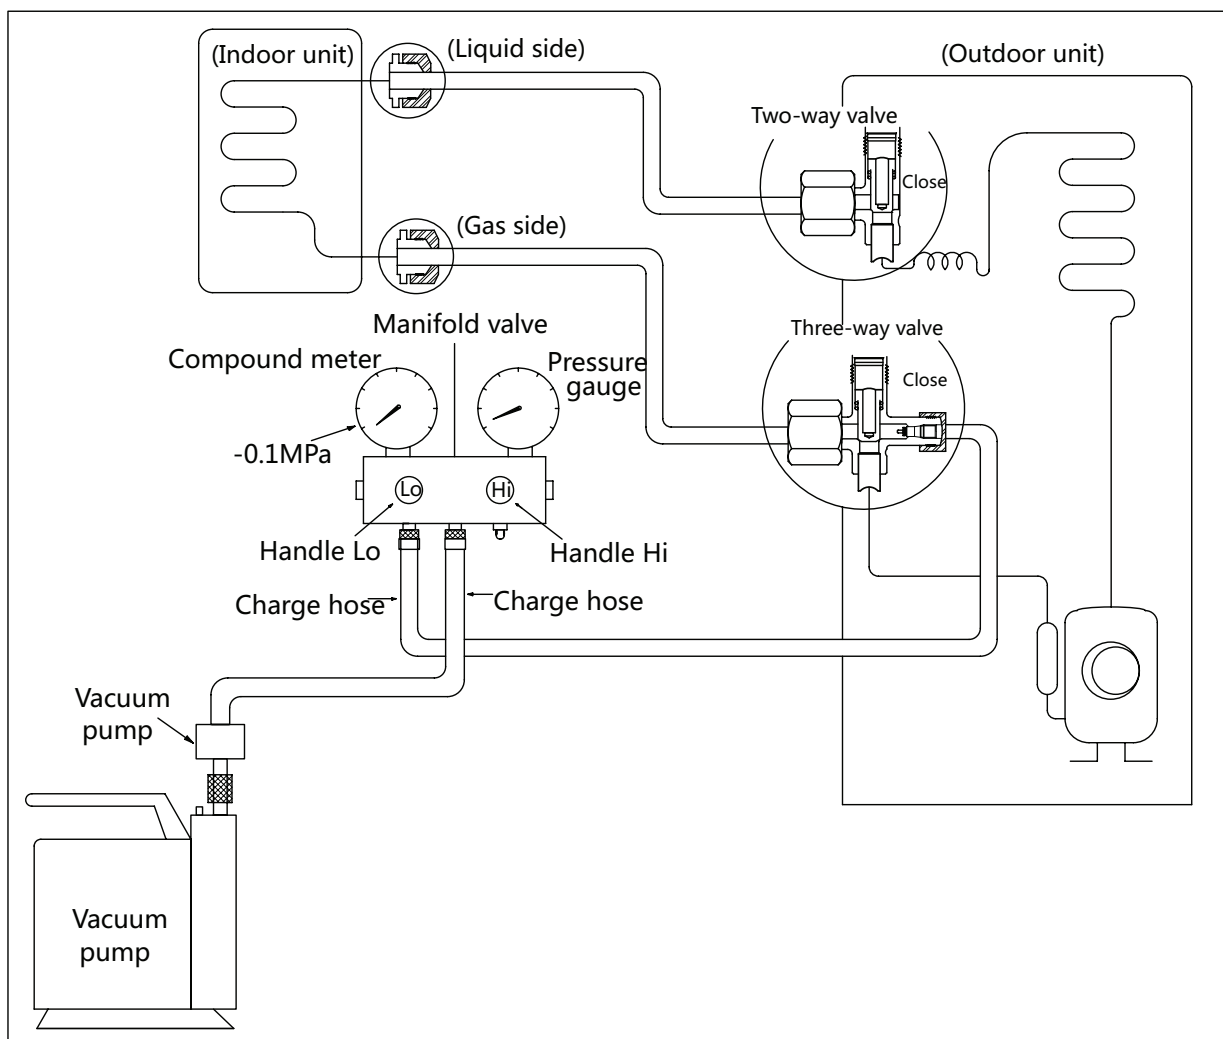 (Indoor unit)
(Liquid side)
(Outdoor unit)
Two-way valve
Close
(Gas side)
Manifold valve
Three-way valve
Compound meter
Pressure
gauge
Close
-0.1MPa
Lo
Hi
Handle Lo
Handle Hi
Charge hose
Charge hose
Vacuum
pump
Vacuum
pump